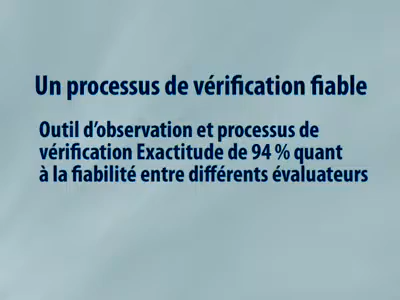 Un processus de vérification fiable
Outil d'observation et processus de
vérification Exactitude de 94 % quant
à la fiabilité entre différents évaluateurs